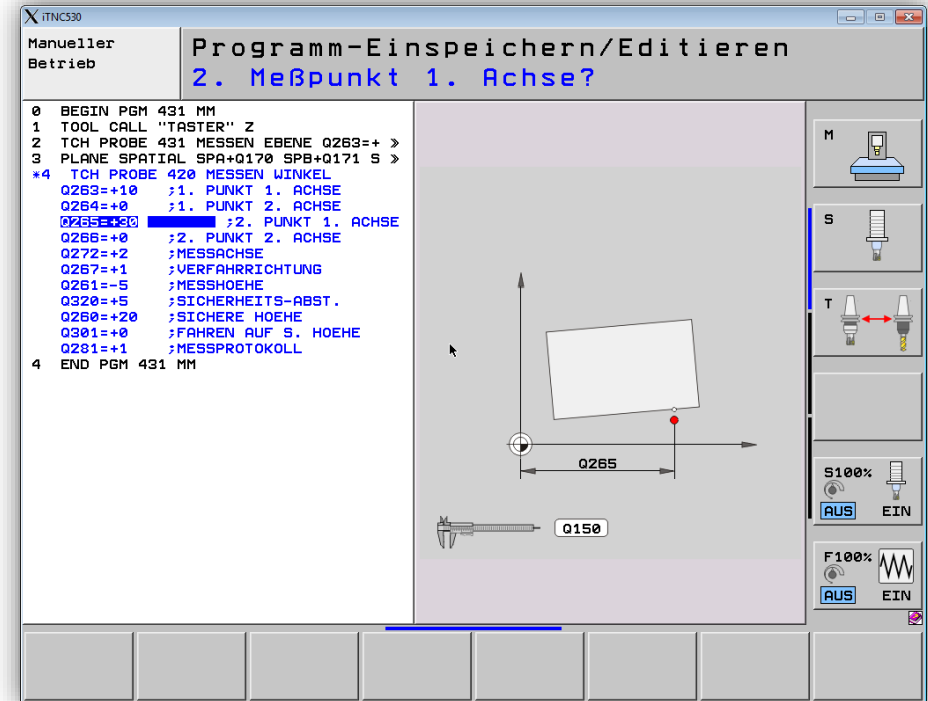 iTNC530
Manueller
Betrieb
Programm-Einspeichern/Editieren
2. Meßpunkt 1. Achse?
0 BEGIN PGM 431 MM
1 TOOL CALL "TASTER" Z
2 TCH PROBE 431 MESSEN EBENE Q263=+ »
3 PLANE SPATIAL SPA+Q170 SPB+Q171 S »
*4 TCH PROBE 420 MESSEN WINKEL
Q263=+10 ;1. PUNKT 1. ACHSE
Q264=+0 ;1. PUNKT 2. ACHSE
Q265=+30 ;2. PUNKT 1. ACHSE
Q266=+0 ;2. PUNKT 2. ACHSE
Q272=+2 ;MESSACHSE
Q267=+1 ;VERFAHRRICHTUNG
Q261=-5 ;MESSHOEHE
Q320=+5 ;SICHERHEITS-ABST.
Q260=+20 ;SICHERE HOEHE
Q301=+0 ;FAHREN AUF S. HOEHE
Q281=+1 ;MESSPROTOKOLL
4 END PGM 431 MM
Q265
Q150
M
S
T
S100%
AUS EIN
F100%
AUS EIN